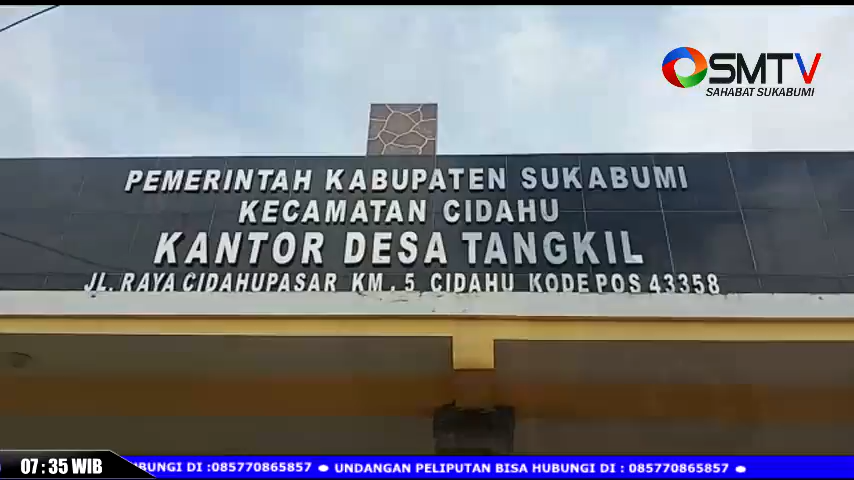 SMTV
SAHABAT SUKABUMI
PEMERINTAH KABUPATEN SUKABUMI
KECAMATAN CIDAHU
KANTOR DESA TANGKIL
JL. RAYA CIDAHUPASAR KM. 5 CIDAHU KODE POS 43358
07 : 35 WIB
HUBUNGI DI :085770865857 ● UNDANGAN PELIPUTAN BISA HUBUNGI DI : 085770865857 ●